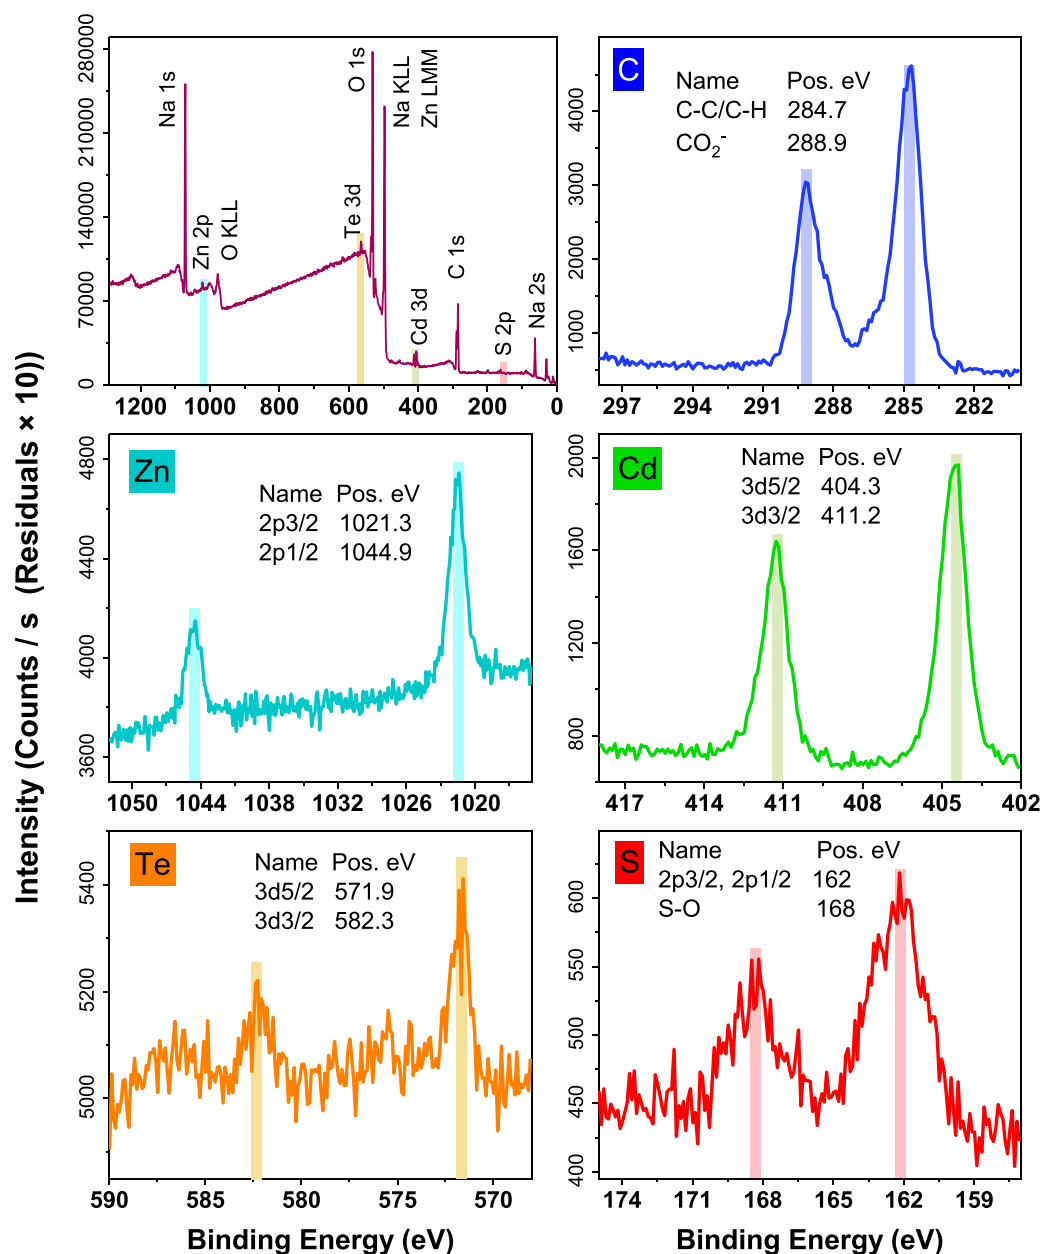 Intensity (Counts / s (Residuals × 10))
280000
210000
140000
70000
0
Na 1s
Zn 2p
O KLL
Te 3d
O 1s
Na KLL
Zn LMM
Cd 3d
C 1s
S 2p
Na 2s
1200 1000 800 600 400 200 0
C
Name Pos. eV
C-C/C-H 284.7
CO₂⁻ 288.9
4000
3000
2000
1000
297 294 291 288 285 282
Zn
Name Pos. eV
2p3/2 1021.3
2p1/2 1044.9
4800
4400
4000
3600
1050 1044 1038 1032 1026 1020
Cd
Name Pos. eV
3d5/2 404.3
3d3/2 411.2
2000
1600
1200
800
417 414 411 408 405 402
Te
Name Pos. eV
3d5/2 571.9
3d3/2 582.3
5400
5200
5000
590 585 580 575 570
Binding Energy (eV)
S
Name Pos. eV
2p3/2, 2p1/2 162
S-O 168
600
550
500
450
400
174 171 168 165 162 159
Binding Energy (eV)